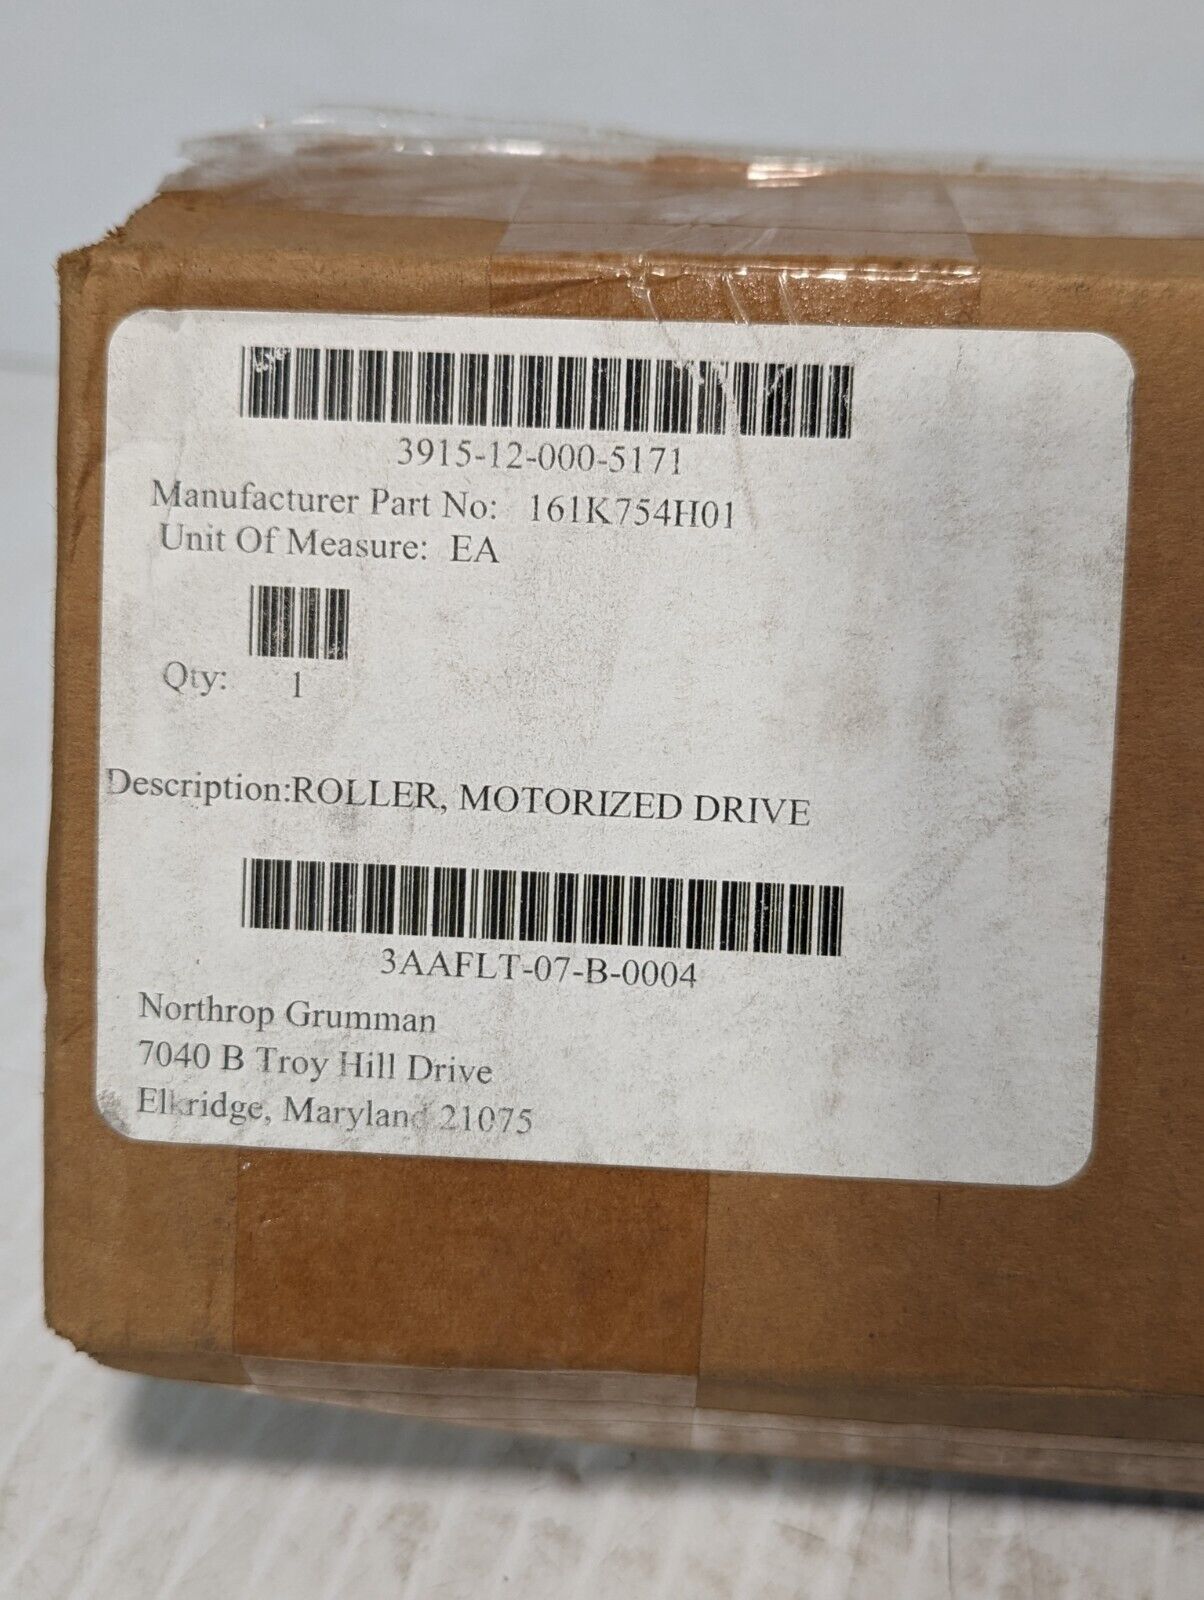 3915-12-000-5171
Manufacturer Part No: 161K754H01
Unit Of Measure: EA
Qty: 1
Description:ROLLER, MOTORIZED DRIVE
3AAFLT-07-B-0004
Northrop Grumman
7040 B Troy Hill Drive
Elkridge, Maryland 21075